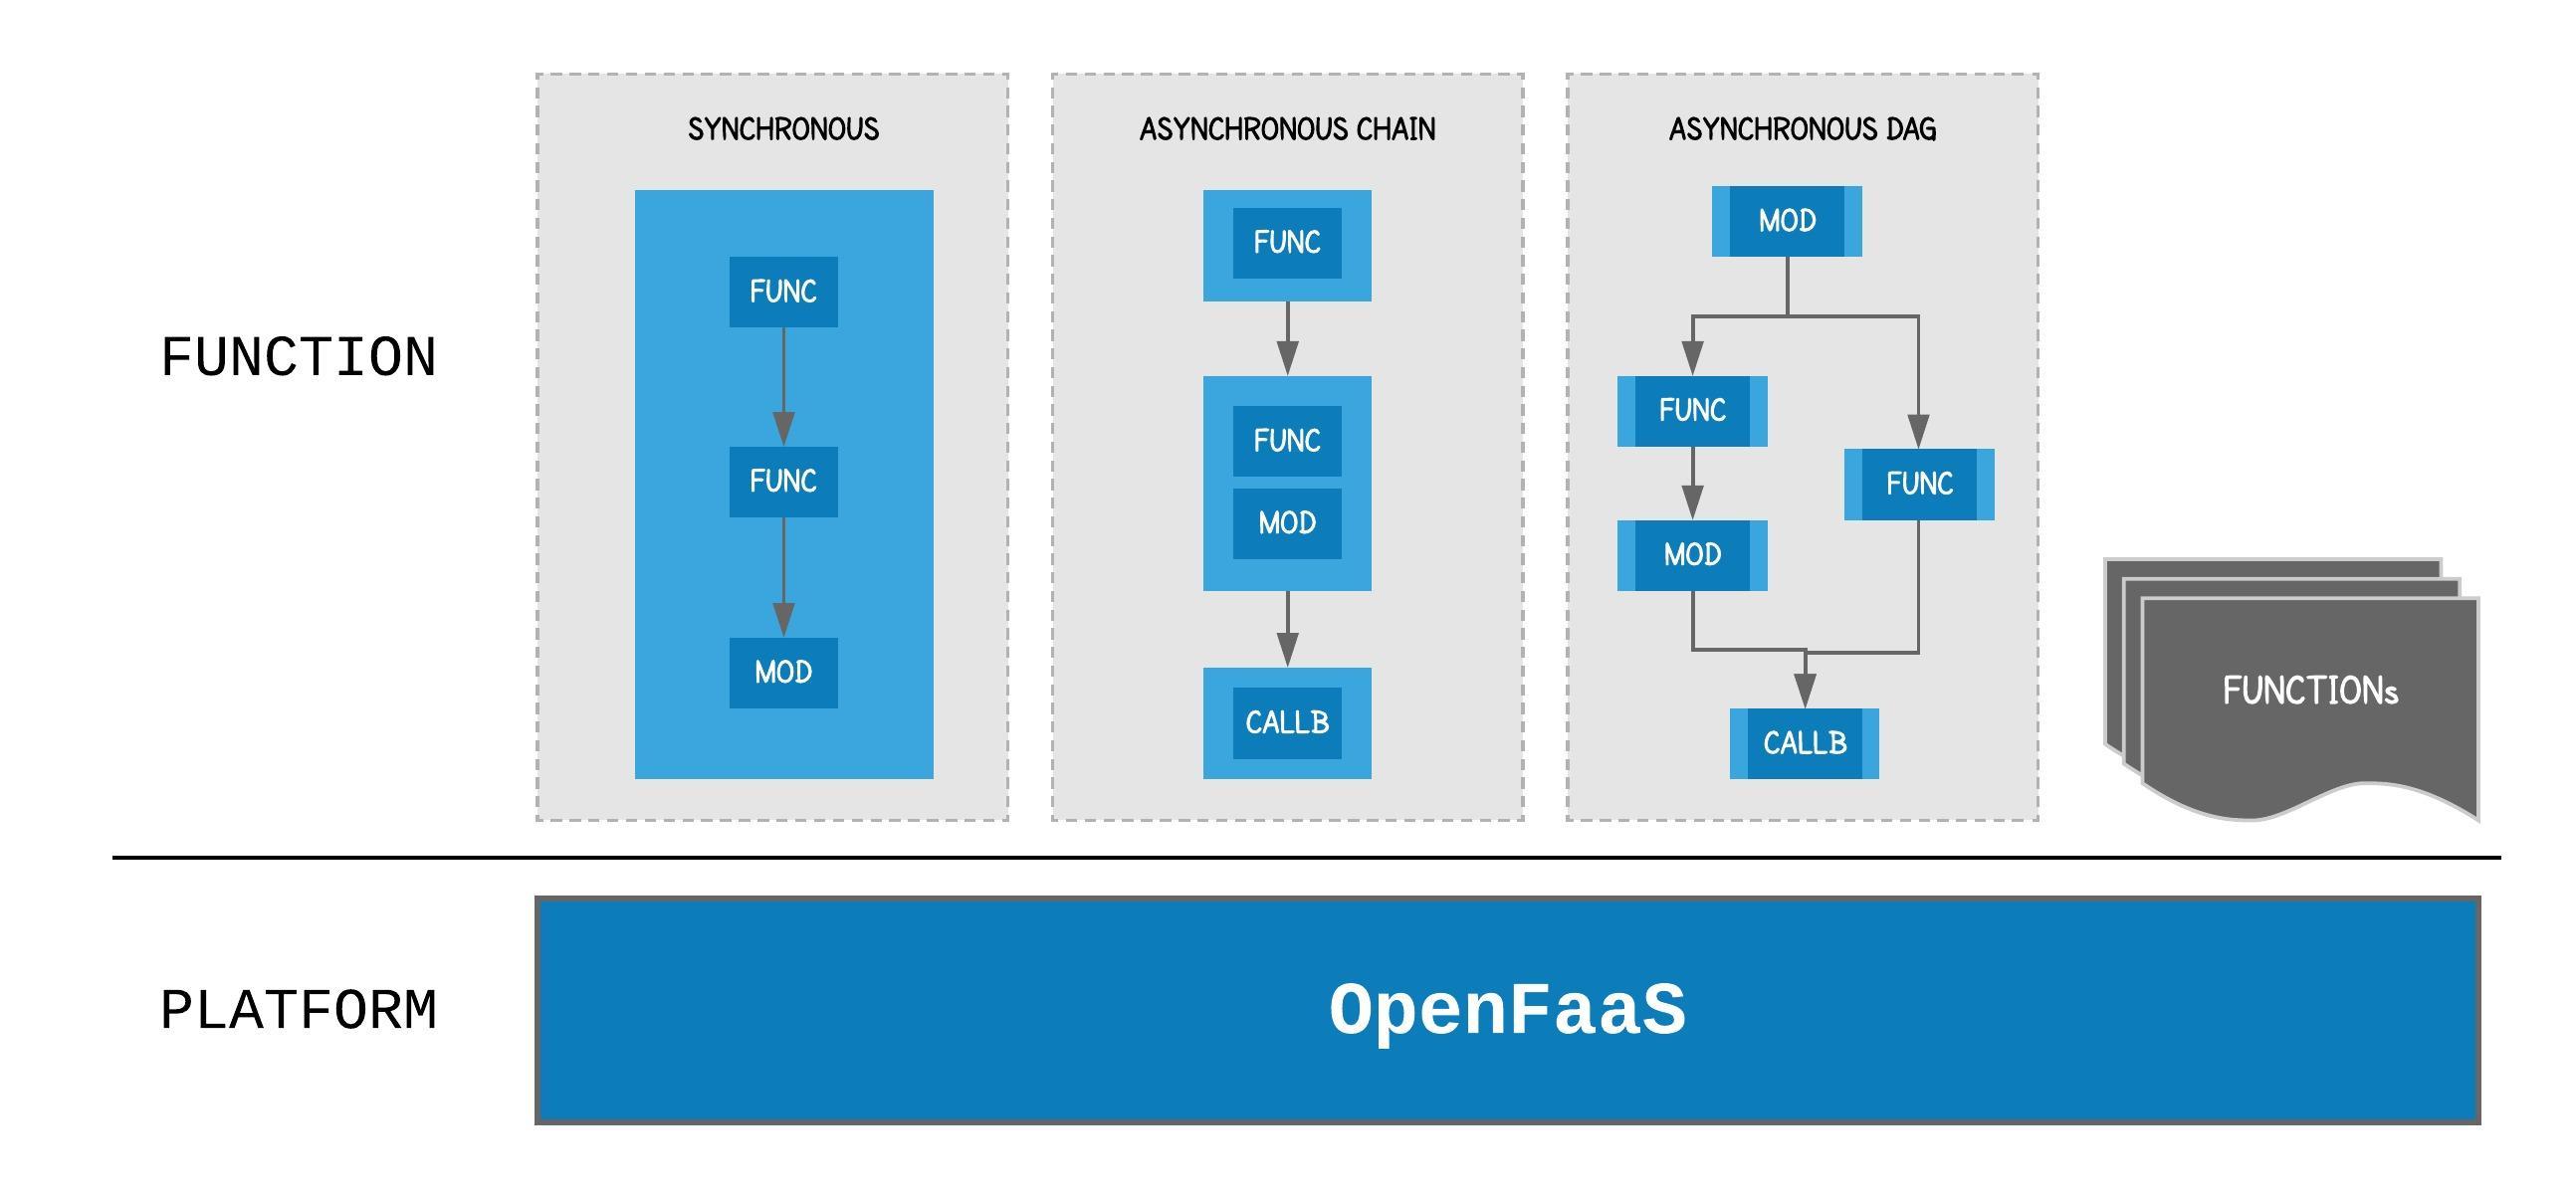 FUNCTION
SYNCHRONOUS
FUNC
FUNC
MOD
ASYNCHRONOUS CHAIN
FUNC
FUNC
MOD
CALLB
ASYNCHRONOUS DAG
MOD
FUNC
FUNC
MOD
CALLB
FUNCTIONs
PLATFORM
OpenFaaS